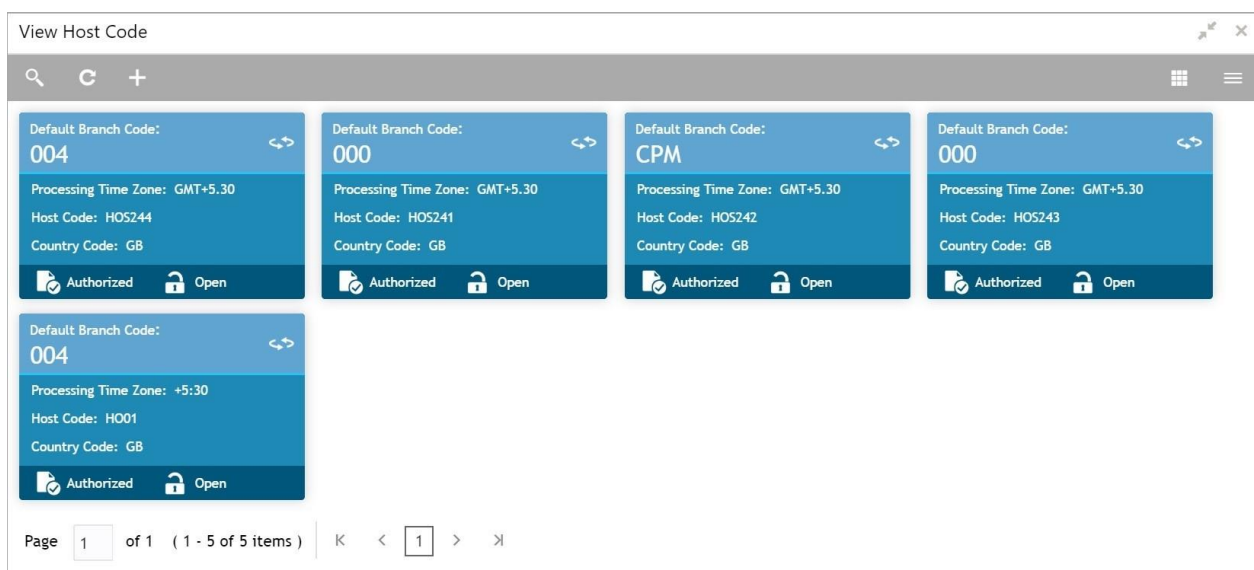 View Host Code
Default Branch Code:
004
Processing Time Zone: GMT+5.30
Host Code: HOS244
Country Code: GB
Authorized Open
Default Branch Code:
000
Processing Time Zone: GMT+5.30
Host Code: HOS241
Country Code: GB
Authorized Open
Default Branch Code:
CPM
Processing Time Zone: GMT+5.30
Host Code: HOS242
Country Code: GB
Authorized Open
Default Branch Code:
000
Processing Time Zone: GMT+5.30
Host Code: HOS243
Country Code: GB
Authorized Open
Default Branch Code:
004
Processing Time Zone: +5:30
Host Code: HO01
Country Code: GB
Authorized Open
Page 1 of 1 ( 1 - 5 of 5 items ) 1